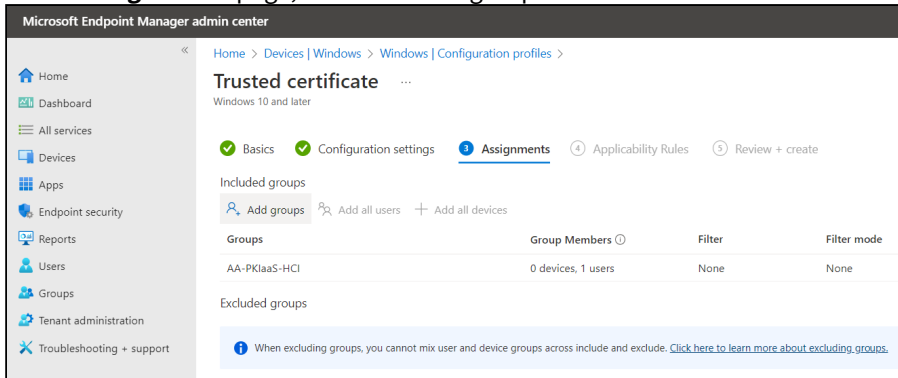 Microsoft Endpoint Manager admin center
«
Home > Devices | Windows > Windows | Configuration profiles >
Trusted certificate ...
Windows 10 and later
Home
Dashboard
All services
Devices
Apps
Endpoint security
Reports
Users
Groups
Tenant administration
Troubleshooting + support
Basics Configuration settings 3 Assignments 4 Applicability Rules 5 Review + create
Included groups
Add groups Add all users + Add all devices
Groups Group Members Filter Filter mode
AA-PKIaaS-HCI 0 devices, 1 users None None
Excluded groups
When excluding groups, you cannot mix user and device groups across include and exclude. Click here to learn more about excluding groups.